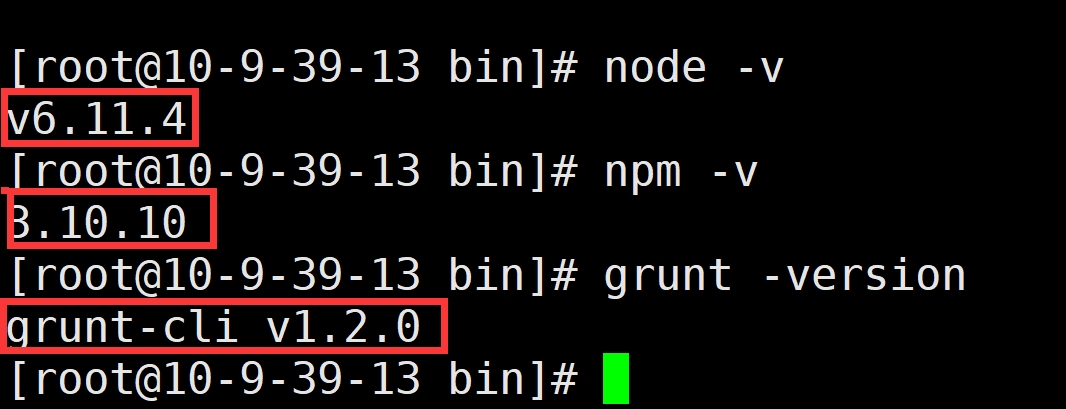 [root@10-9-39-13 bin]# node -v
v6.11.4
[root@10-9-39-13 bin]# npm -v
3.10.10
[root@10-9-39-13 bin]# grunt -version
grunt-cli v1.2.0
[root@10-9-39-13 bin]#